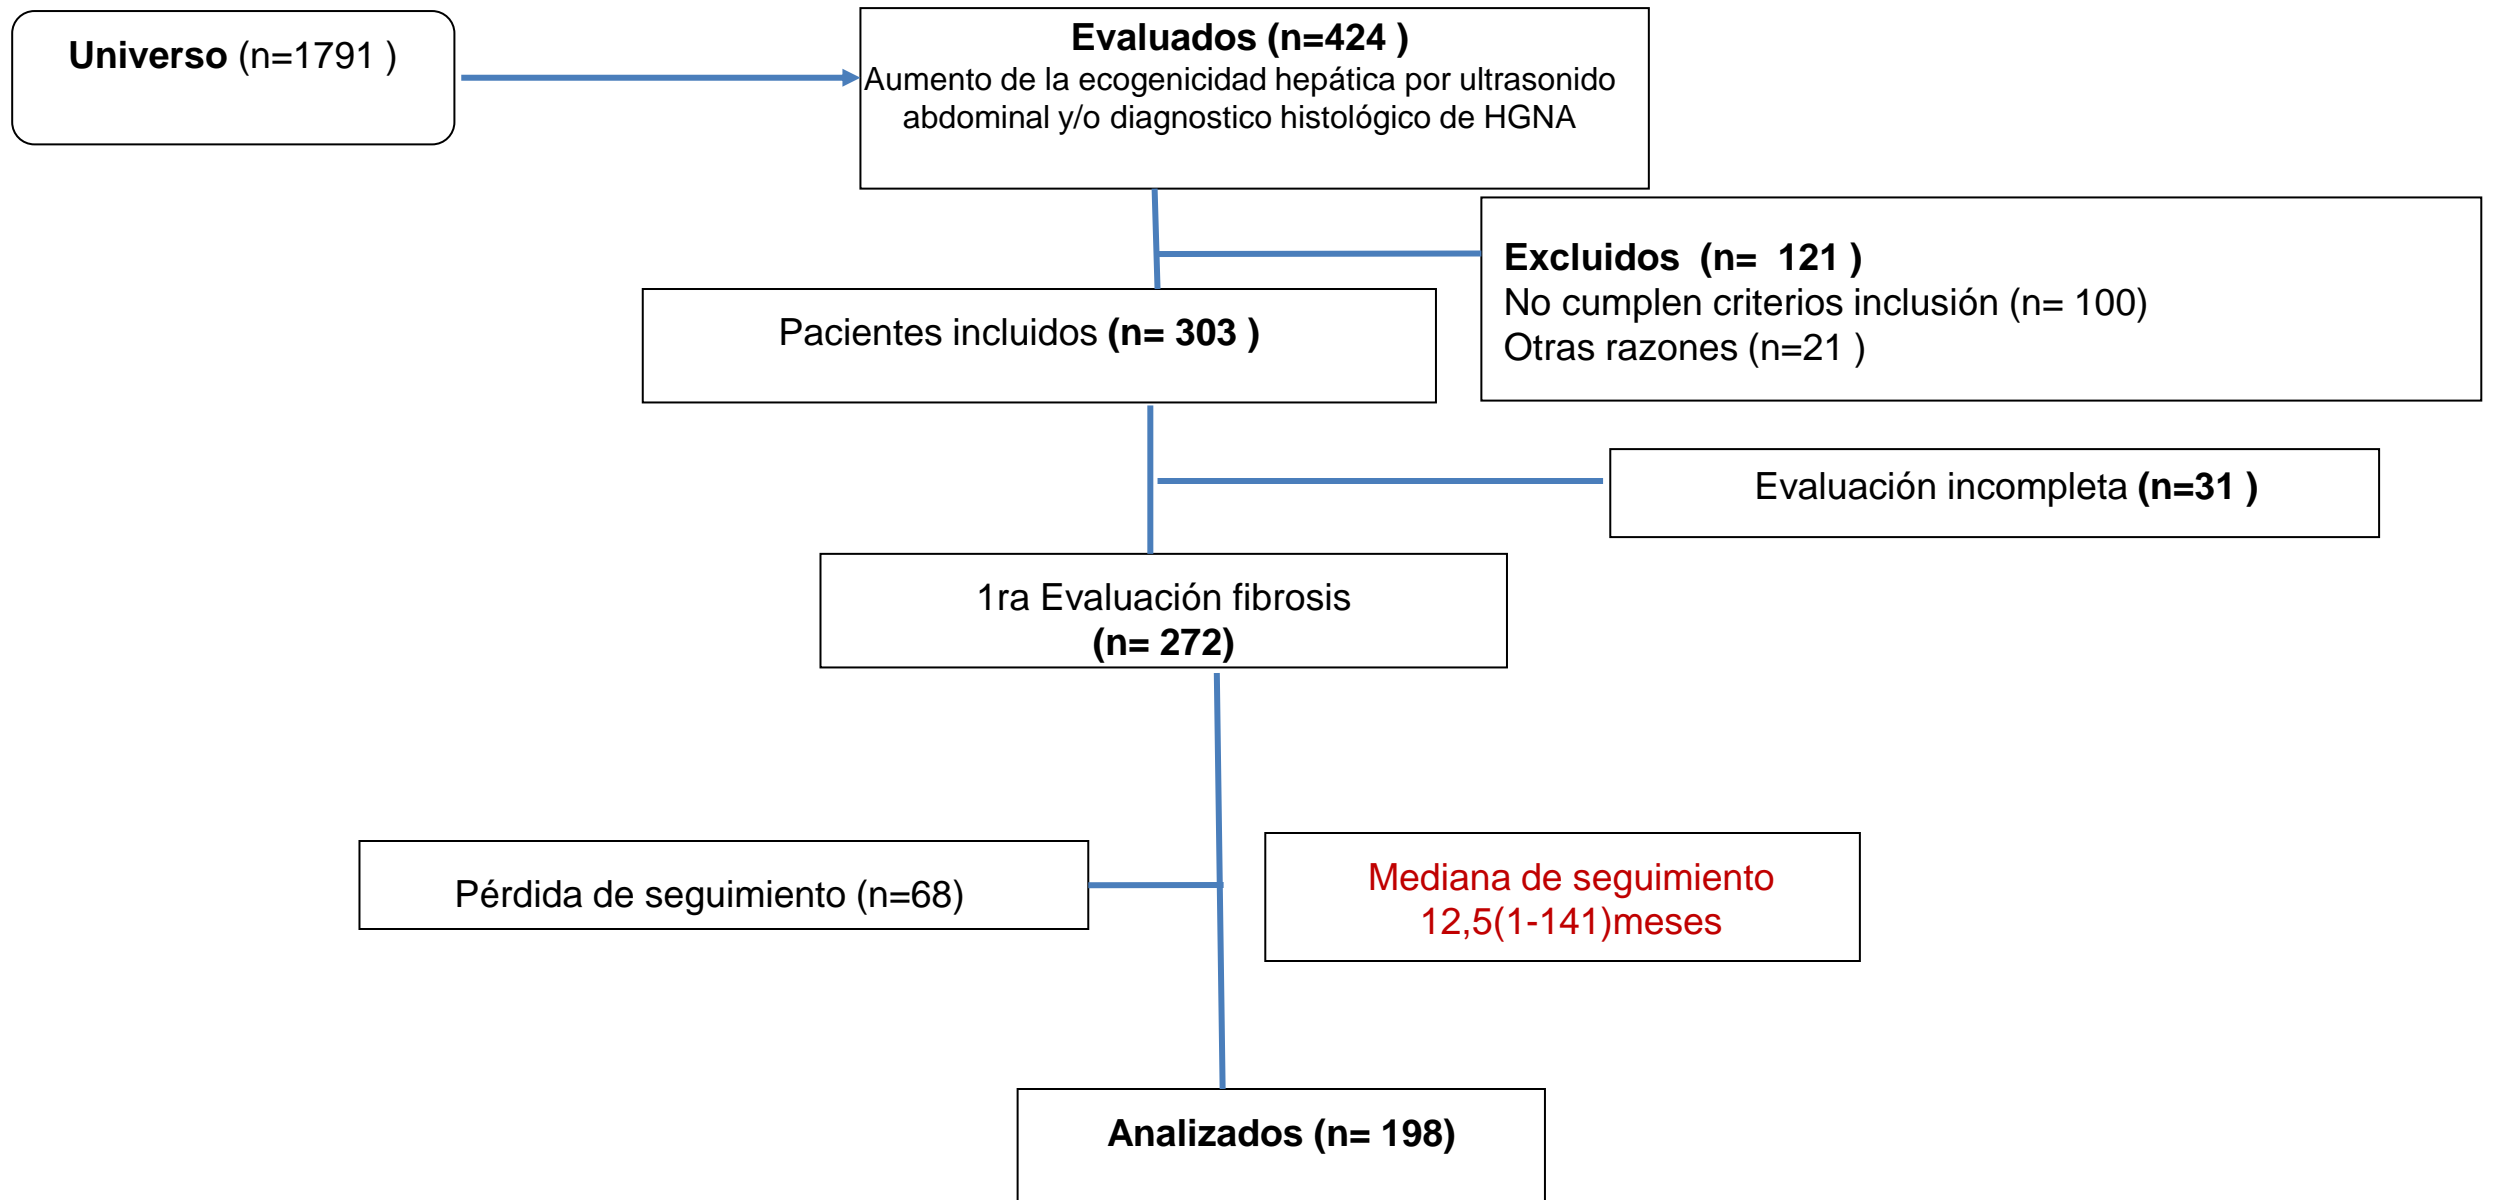 Universo (n=1791 )
Evaluados (n=424 )
Aumento de la ecogenicidad hepática por ultrasonido
abdominal y/o diagnostico histológico de HGNA
Excluidos  (n=  121 )
No cumplen criterios inclusión (n= 100)
Otras razones (n=21 )
Pacientes incluidos (n= 303 )
Evaluación incompleta (n=31 )
1ra Evaluación fibrosis
(n= 272)
Pérdida de seguimiento (n=68)
Mediana de seguimiento
12,5(1-141)meses
Analizados (n= 198)